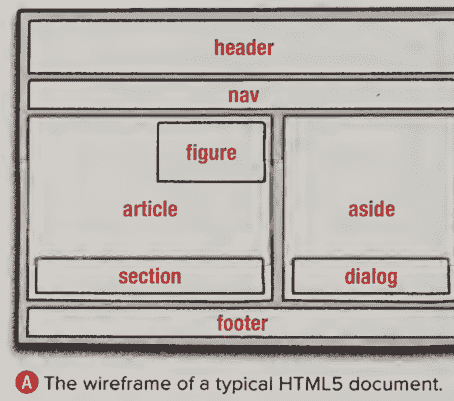 header
nav
figure
article
aside
section
dialog
footer
A The wireframe of a typical HTML5 document.